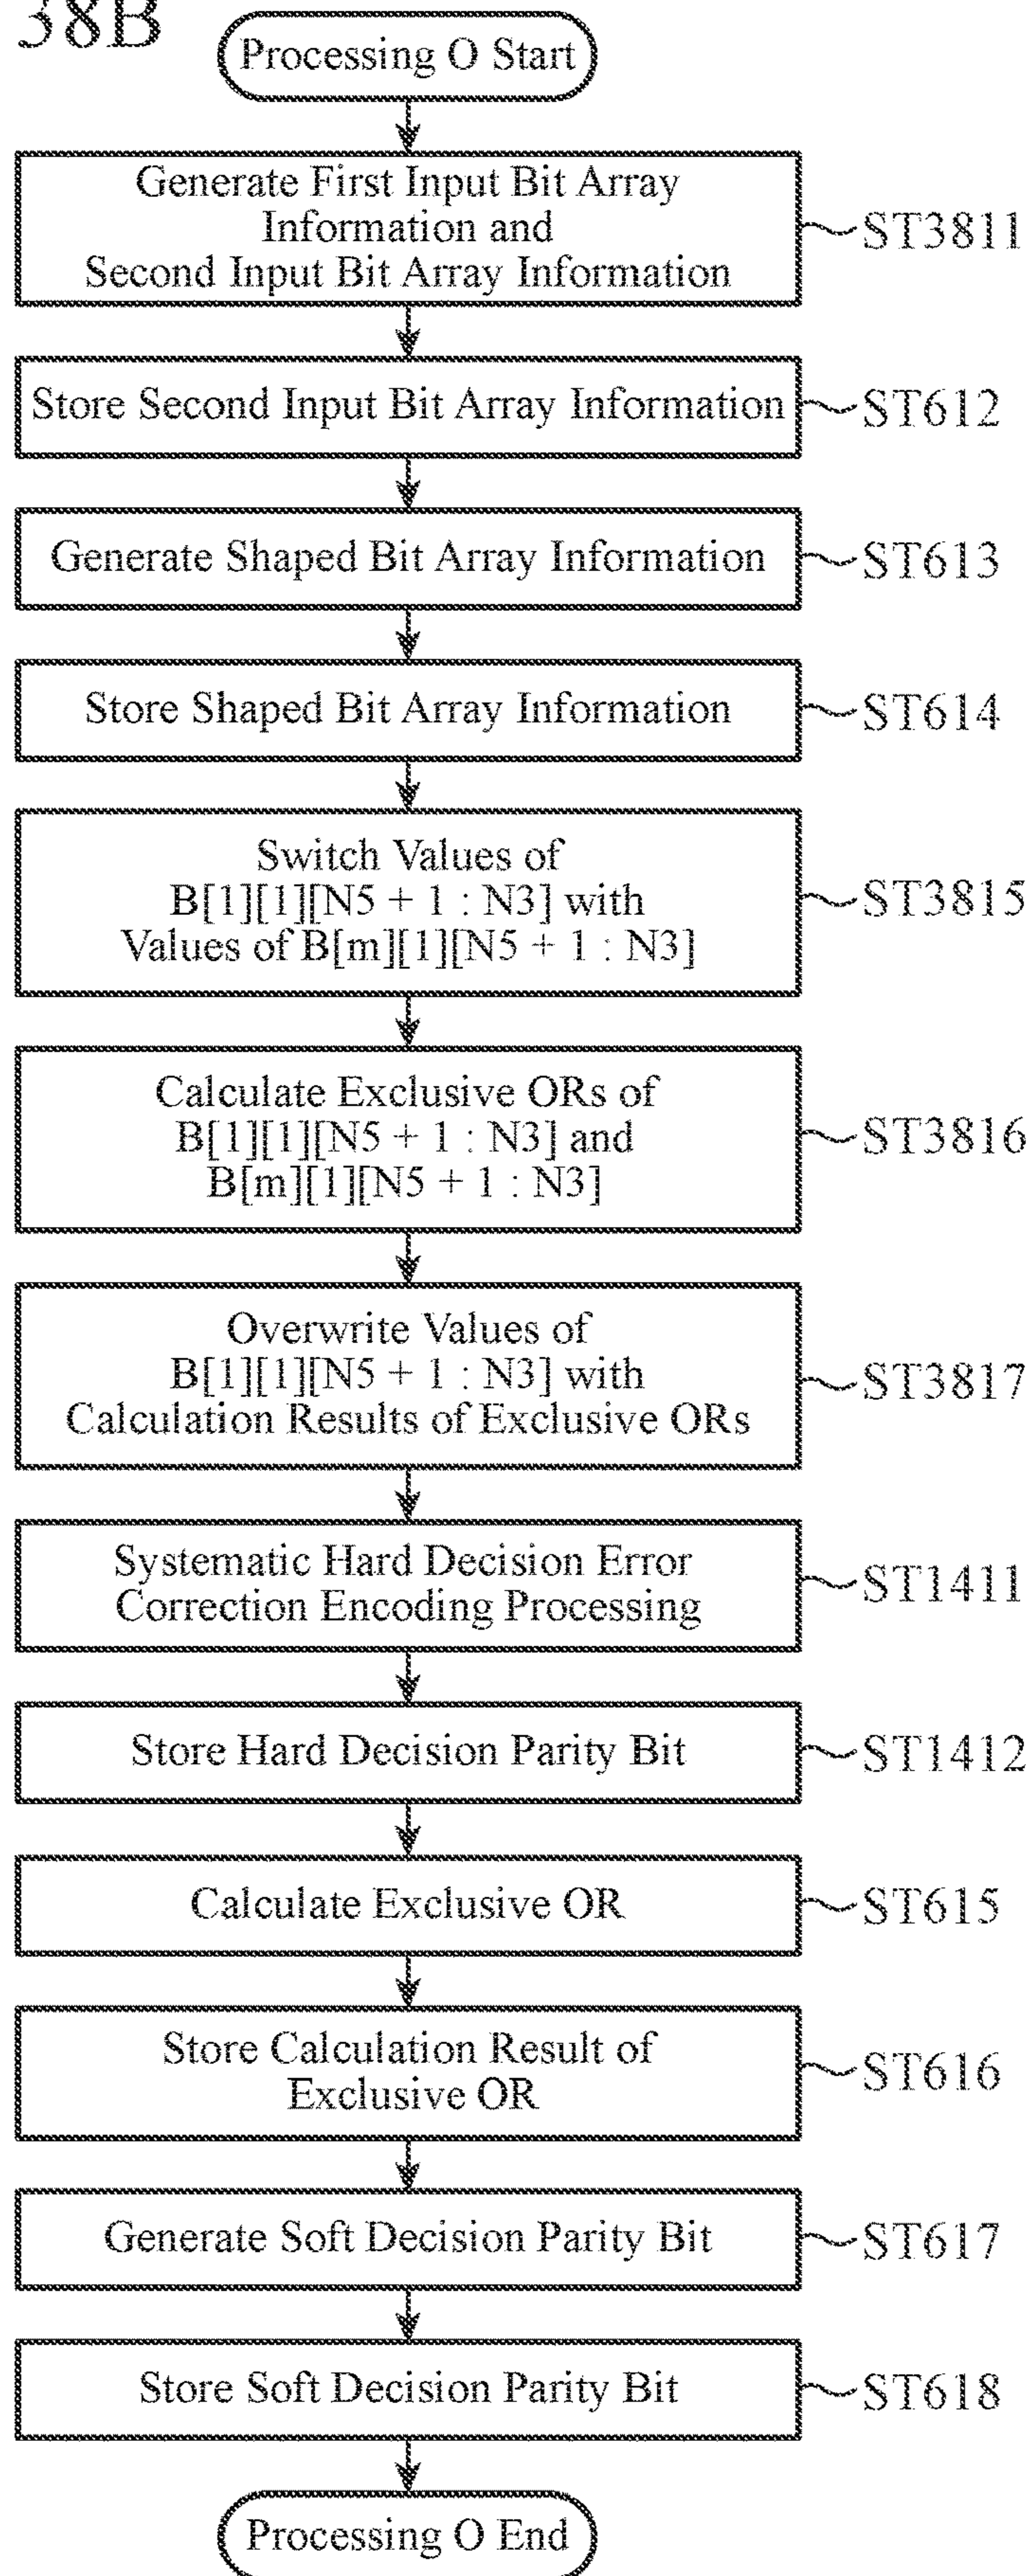 38B
Processing O Start
Generate First Input Bit Array
Information and
Second Input Bit Array Information
ST3811
Store Second Input Bit Array Information
ST612
Generate Shaped Bit Array Information
ST613
Store Shaped Bit Array Information
ST614
Switch Values of
B[1][1][N5 + 1 : N3] with
Values of B[m][1][N5 + 1 : N3]
ST3815
Calculate Exclusive ORs of
B[1][1][N5 + 1 : N3] and
B[m][1][N5 + 1 : N3]
ST3816
Overwrite Values of
B[1][1][N5 + 1 : N3] with
Calculation Results of Exclusive ORs
ST3817
Systematic Hard Decision Error
Correction Encoding Processing
ST1411
Store Hard Decision Parity Bit
ST1412
Calculate Exclusive OR
ST615
Store Calculation Result of
Exclusive OR
ST616
Generate Soft Decision Parity Bit
ST617
Store Soft Decision Parity Bit
ST618
Processing O End